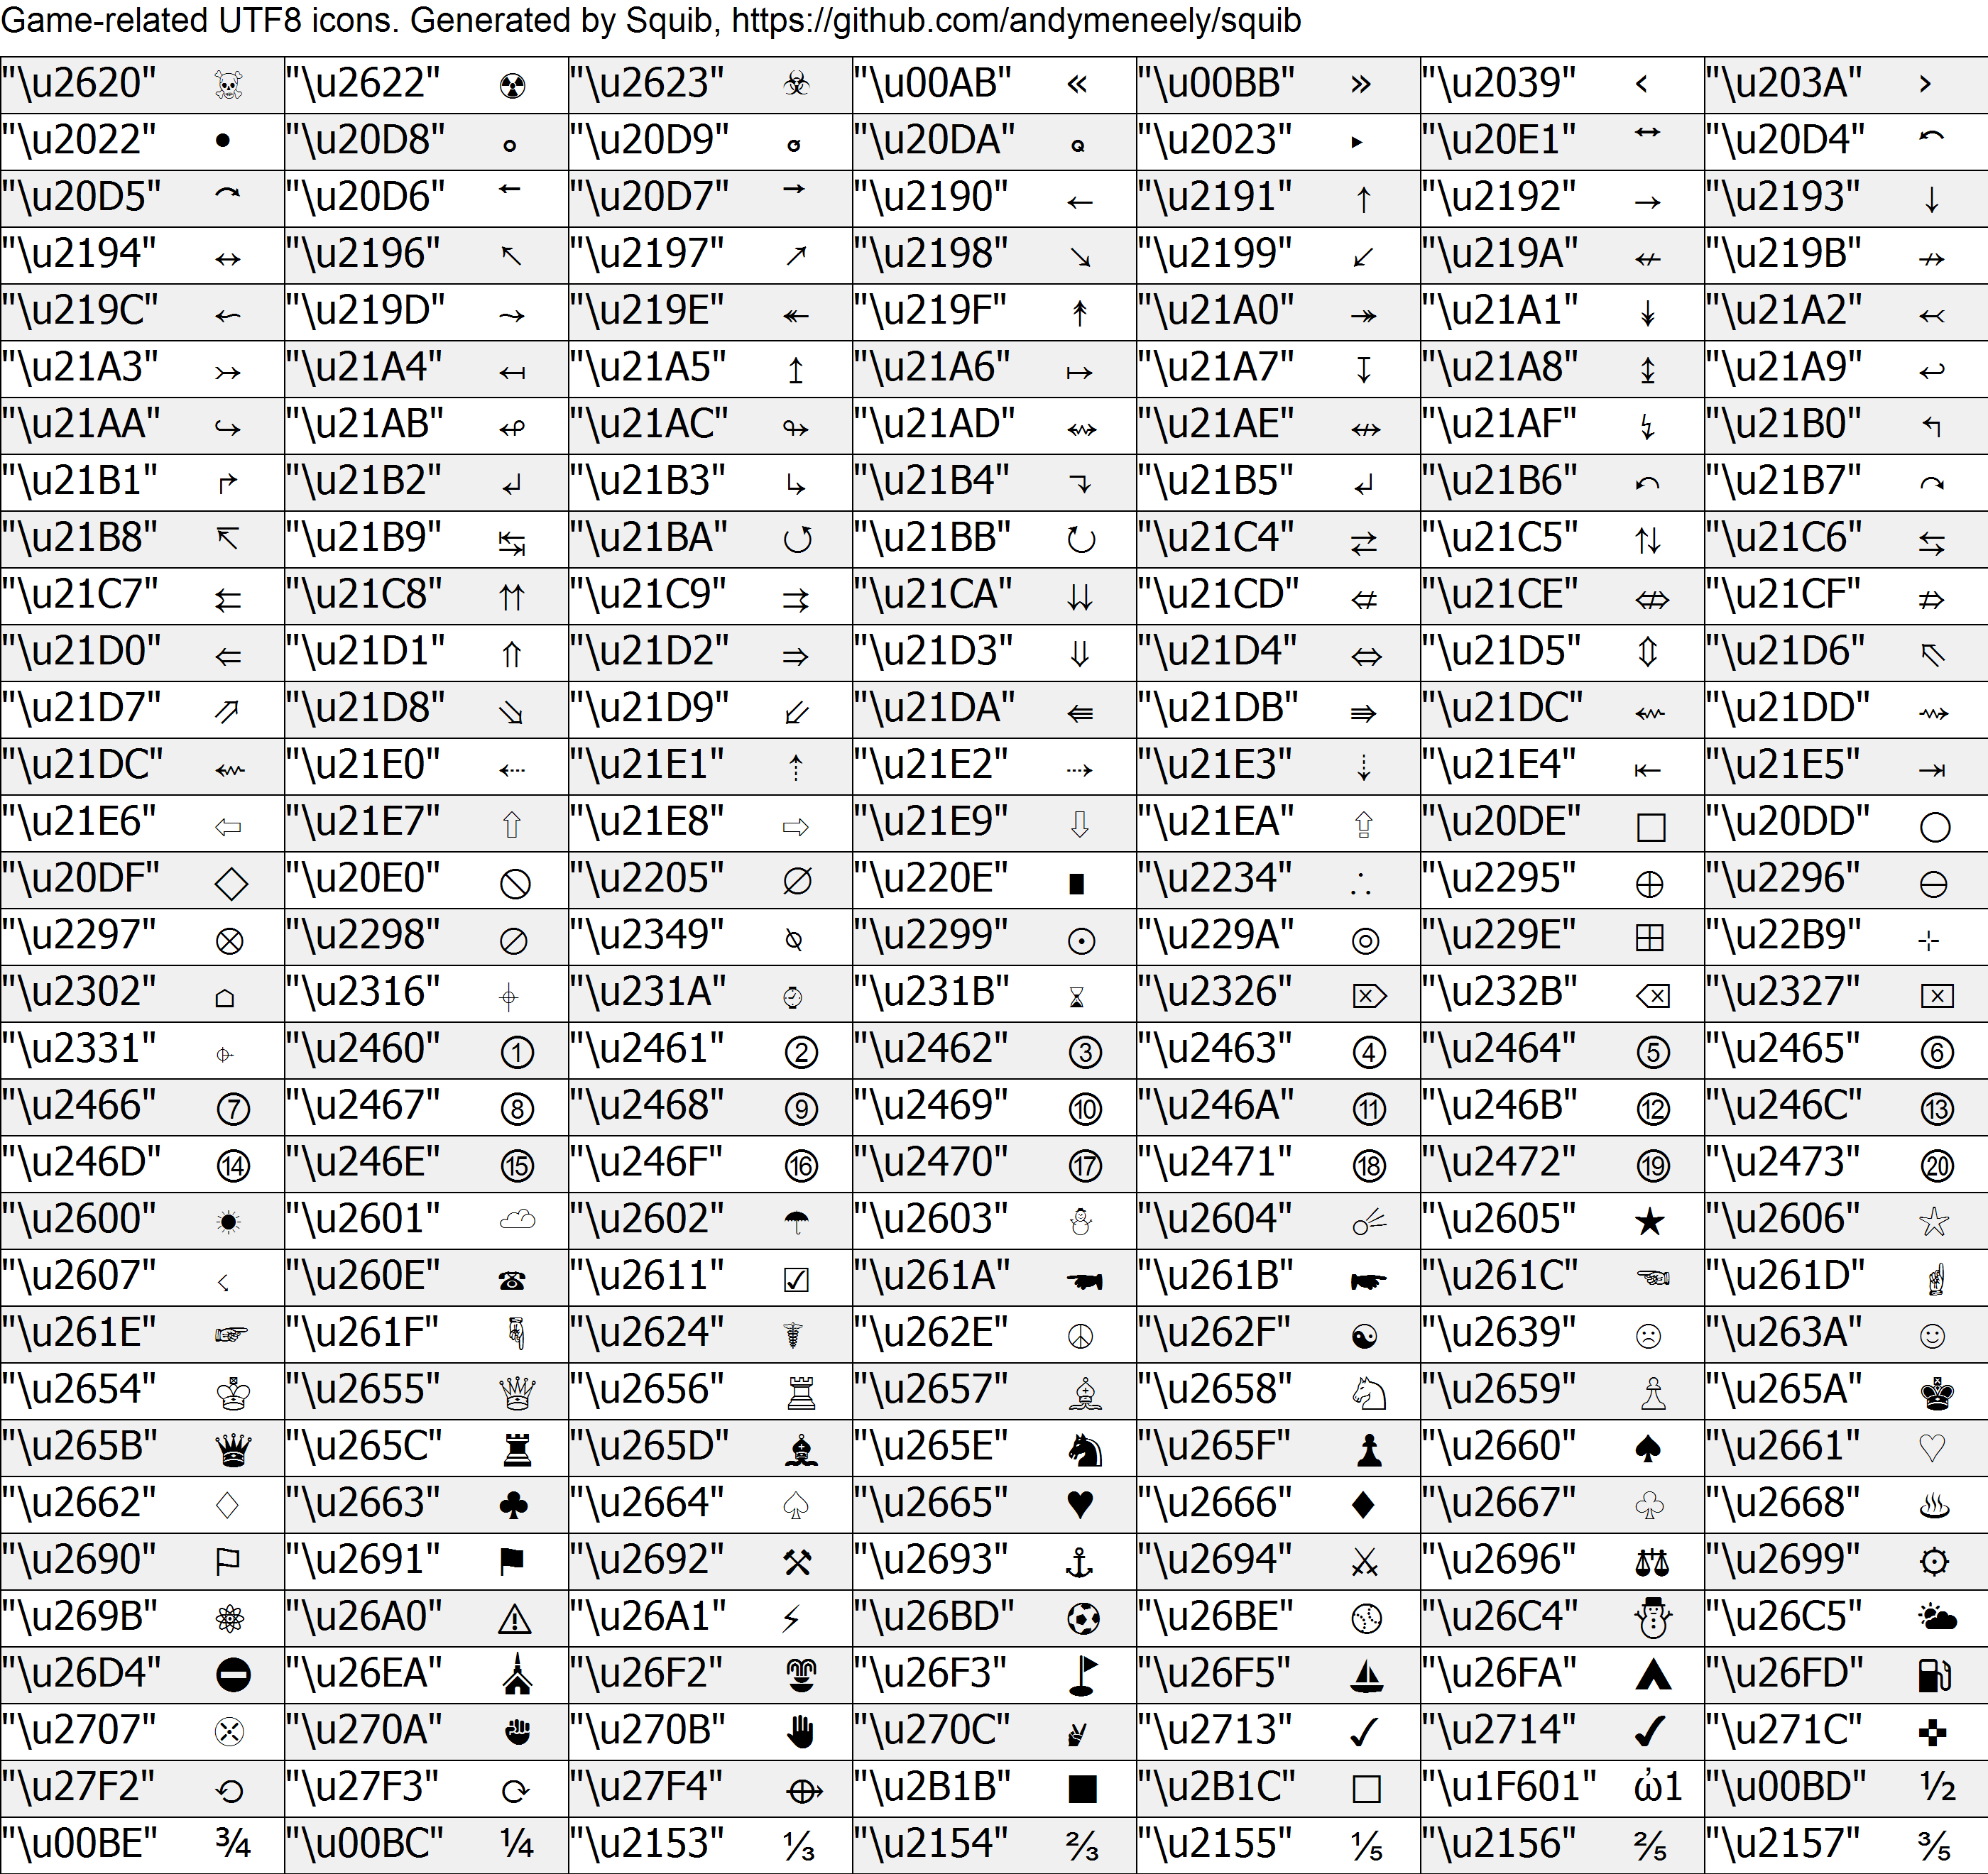 Game-related UTF8 icons. Generated by Squib, https://github.com/andymeneely/squib
"\u2620" ☠ "\u2622" ☢ "\u2623" ☣ "\u00AB" « "\u00BB" » "\u2039" ‹ "\u203A" ›
"\u2022" • "\u20D8" ⃘ "\u20D9" ⃙ "\u20DA" ⃚ "\u2023" ‣ "\u20E1" ⃡ "\u20D4" ⃔
"\u20D5" ⃕ "\u20D6" ⃖ "\u20D7" ⃗ "\u2190" ← "\u2191" ↑ "\u2192" → "\u2193" ↓
"\u2194" ↔ "\u2196" ↖ "\u2197" ↗ "\u2198" ↘ "\u2199" ↙ "\u219A" ↚ "\u219B" ↛
"\u219C" ↜ "\u219D" ↝ "\u219E" ↞ "\u219F" ↟ "\u21A0" ↠ "\u21A1" ↡ "\u21A2" ↢
"\u21A3" ↣ "\u21A4" ↤ "\u21A5" ↥ "\u21A6" ↦ "\u21A7" ↧ "\u21A8" ↨ "\u21A9" ↩
"\u21AA" ↪ "\u21AB" ↫ "\u21AC" ↬ "\u21AD" ↭ "\u21AE" ↮ "\u21AF" ↯ "\u21B0" ↰
"\u21B1" ↱ "\u21B2" ↲ "\u21B3" ↳ "\u21B4" ↴ "\u21B5" ↵ "\u21B6" ↶ "\u21B7" ↷
"\u21B8" ↸ "\u21B9" ↹ "\u21BA" ↺ "\u21BB" ↻ "\u21C4" ⇄ "\u21C5" ⇅ "\u21C6" ⇆
"\u21C7" ⇇ "\u21C8" ⇈ "\u21C9" ⇉ "\u21CA" ⇊ "\u21CD" ⇍ "\u21CE" ⇎ "\u21CF" ⇏
"\u21D0" ⇐ "\u21D1" ⇑ "\u21D2" ⇒ "\u21D3" ⇓ "\u21D4" ⇔ "\u21D5" ⇕ "\u21D6" ⇖
"\u21D7" ⇗ "\u21D8" ⇘ "\u21D9" ⇙ "\u21DA" ⇚ "\u21DB" ⇛ "\u21DC" ⇜ "\u21DD" ⇝
"\u21DC" ⇜ "\u21E0" ⇠ "\u21E1" ⇡ "\u21E2" ⇢ "\u21E3" ⇣ "\u21E4" ⇤ "\u21E5" ⇥
"\u21E6" ⇦ "\u21E7" ⇧ "\u21E8" ⇨ "\u21E9" ⇩ "\u21EA" ⇪ "\u20DE" ⃞ "\u20DD" ⃝
"\u20DF" ⃟ "\u20E0" ⃠ "\u2205" ∅ "\u220E" ∎ "\u2234" ∴ "\u2295" ⊕ "\u2296" ⊖
"\u2297" ⊗ "\u2298" ⊘ "\u2349" ⍉ "\u2299" ⊙ "\u229A" ⊚ "\u229E" ⊞ "\u22B9" ⊹
"\u2302" ⌂ "\u2316" ⌖ "\u231A" ⌚ "\u231B" ⌛ "\u2326" ⌦ "\u232B" ⌫ "\u2327" ⌧
"\u2331" ⌱ "\u2460" ① "\u2461" ② "\u2462" ③ "\u2463" ④ "\u2464" ⑤ "\u2465" ⑥
"\u2466" ⑦ "\u2467" ⑧ "\u2468" ⑨ "\u2469" ⑩ "\u246A" ⑪ "\u246B" ⑫ "\u246C" ⑬
"\u246D" ⑭ "\u246E" ⑮ "\u246F" ⑯ "\u2470" ⑰ "\u2471" ⑱ "\u2472" ⑲ "\u2473" ⑳
"\u2600" ☀ "\u2601" ☁ "\u2602" ☂ "\u2603" ☃ "\u2604" ☄ "\u2605" ★ "\u2606" ☆
"\u2607" ☇ "\u260E" ☎ "\u2611" ☑ "\u261A" ☚ "\u261B" ☛ "\u261C" ☜ "\u261D" ☝
"\u261E" ☞ "\u261F" ☟ "\u2624" ☤ "\u262E" ☮ "\u262F" ☯ "\u2639" ☹ "\u263A" ☺
"\u2654" ♔ "\u2655" ♕ "\u2656" ♖ "\u2657" ♗ "\u2658" ♘ "\u2659" ♙ "\u265A" ♚
"\u265B" ♛ "\u265C" ♜ "\u265D" ♝ "\u265E" ♞ "\u265F" ♟ "\u2660" ♠ "\u2661" ♡
"\u2662" ♢ "\u2663" ♣ "\u2664" ♤ "\u2665" ♥ "\u2666" ♦ "\u2667" ♧ "\u2668" ♨
"\u2690" ⚐ "\u2691" ⚑ "\u2692" ⚒ "\u2693" ⚓ "\u2694" ⚔ "\u2696" ⚖ "\u2699" ⚙
"\u269B" ⚛ "\u26A0" ⚠ "\u26A1" ⚡ "\u26BD" ⚽ "\u26BE" ⚾ "\u26C4" ⛄ "\u26C5" ⛅
"\u26D4" ⛔ "\u26EA" ⛪ "\u26F2" ⛲ "\u26F3" ⛳ "\u26F5" ⛵ "\u26FA" ⛺ "\u26FD" ⛽
"\u2707" ✇ "\u270A" ✊ "\u270B" ✋ "\u270C" ✌ "\u2713" ✓ "\u2714" ✔ "\u271C" ✜
"\u27F2" ⟲ "\u27F3" ⟳ "\u27F4" ⟴ "\u2B1B" ⬛ "\u2B1C" ⬜ "\u1F601" ὠ1 "\u00BD" ½
"\u00BE" ¾ "\u00BC" ¼ "\u2153" ⅓ "\u2154" ⅔ "\u2155" ⅕ "\u2156" ⅖ "\u2157" ⅗